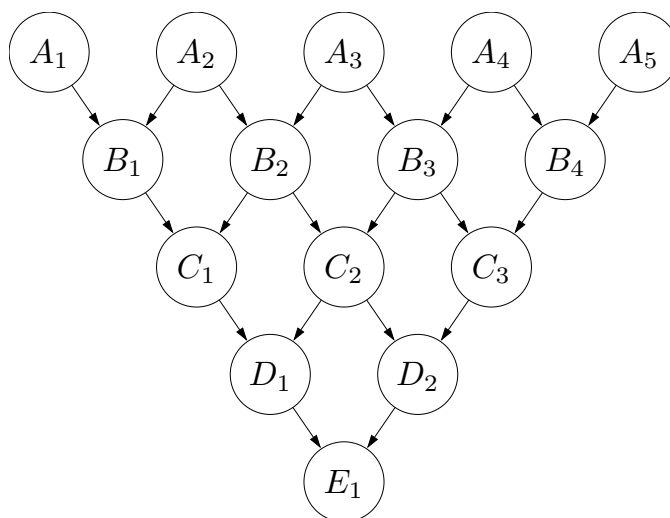 A₁ A₂ A₃ A₄ A₅
B₁ B₂ B₃ B₄
C₁ C₂ C₃
D₁ D₂
E₁